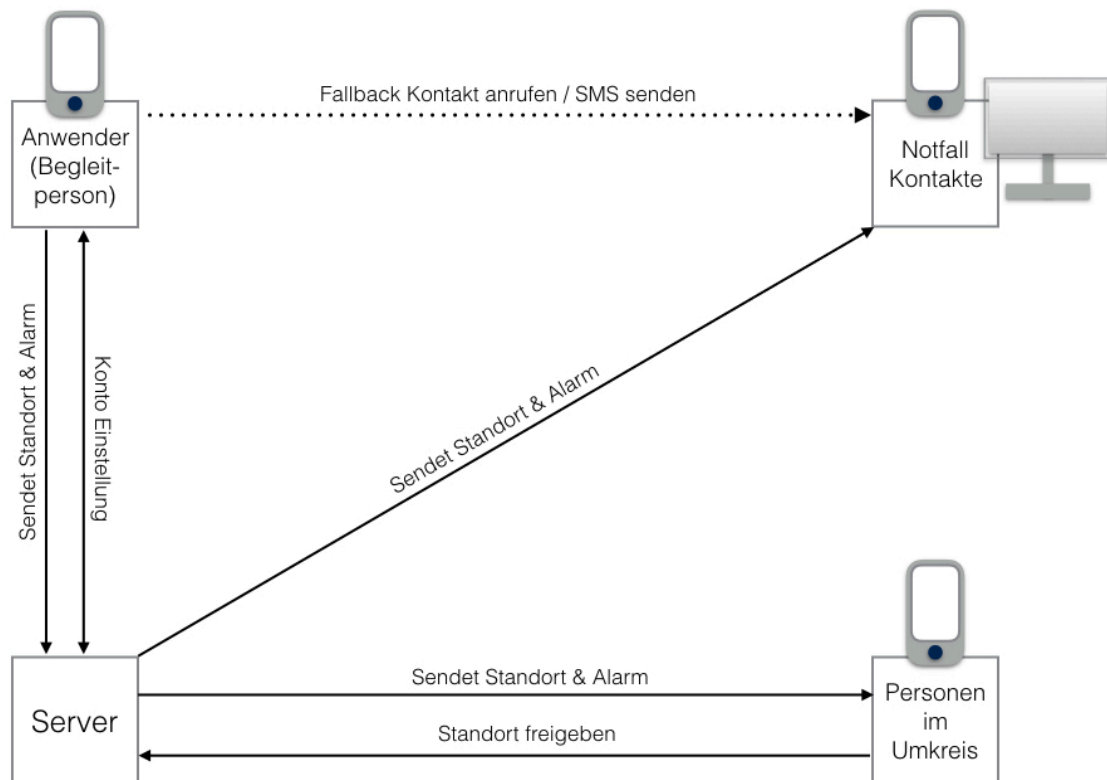 Fallback Kontakt anrufen / SMS senden
Anwender
(Begleit-
person)
Notfall
Kontakte
Sendet Standort & Alarm
Konto Einstellung
Sendet Standort & Alarm
Server
Sendet Standort & Alarm
Standort freigeben
Personen
im
Umkreis